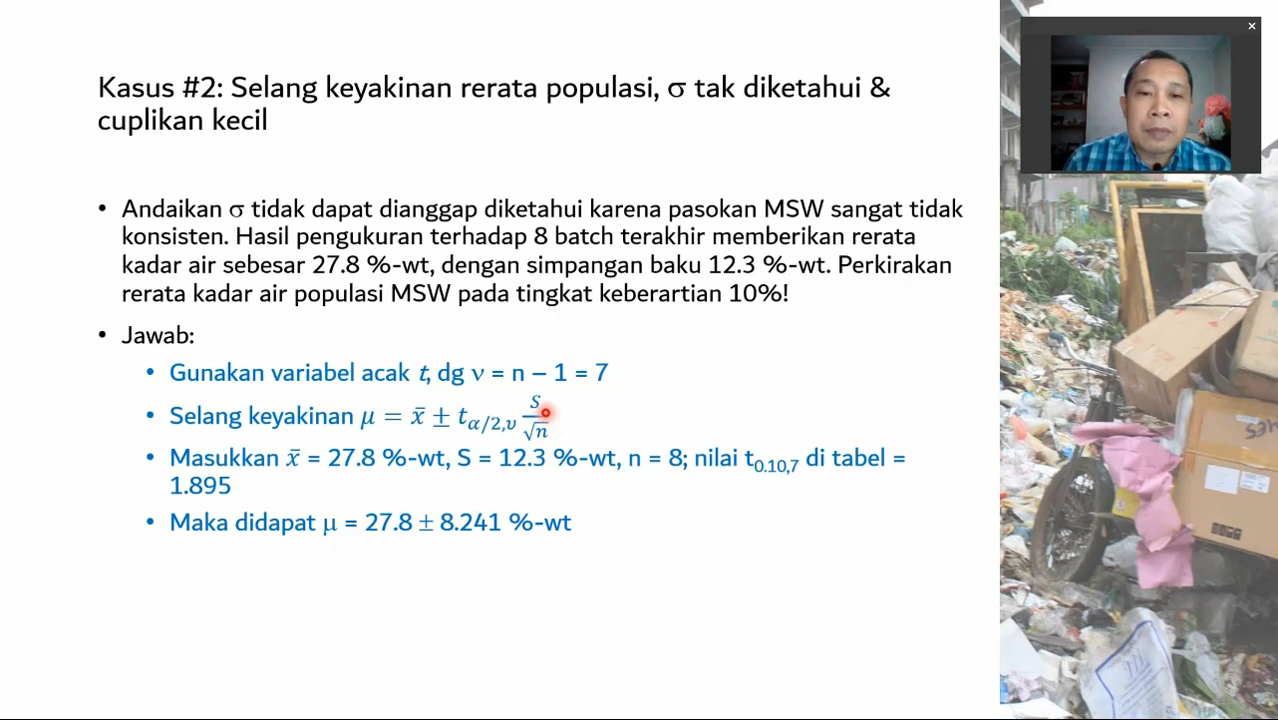 Kasus #2: Selang keyakinan rerata populasi, σ tak diketahui &
cuplikan kecil
• Andaikan σ tidak dapat dianggap diketahui karena pasokan MSW sangat tidak
konsisten. Hasil pengukuran terhadap 8 batch terakhir memberikan rerata
kadar air sebesar 27.8 %-wt, dengan simpangan baku 12.3 %-wt. Perkirakan
rerata kadar air populasi MSW pada tingkat keberartian 10%!
• Jawab:
• Gunakan variabel acak t, dg ν = n − 1 = 7
• Selang keyakinan μ = x̄ ± t_{α/2,υ} S/√n
• Masukkan x̄ = 27.8 %-wt, S = 12.3 %-wt, n = 8; nilai t_{0.10,7} di tabel =
1.895
• Maka didapat μ = 27.8 ± 8.241 %-wt